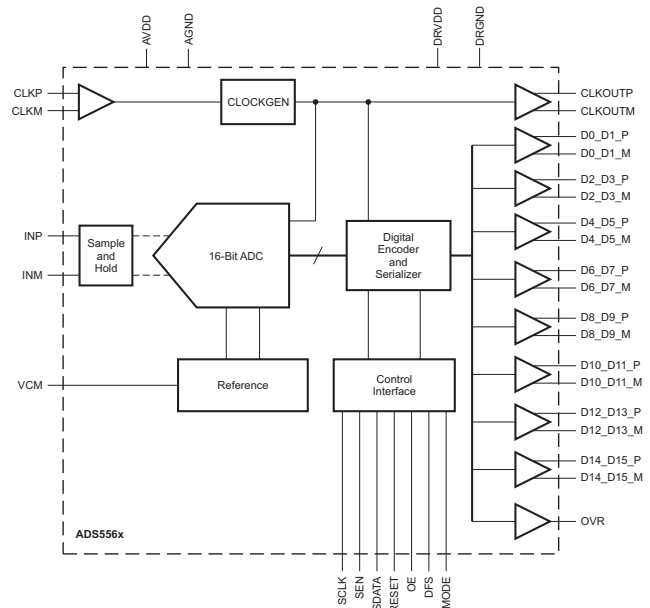 AVDD
AGND
DRVDD
DRGND
CLKP
CLKM
CLOCKGEN
CLKOUTP
CLKOUTM
D0_D1_P
D0_D1_M
D2_D3_P
D2_D3_M
D4_D5_P
D4_D5_M
INP
INM
Sample
and
Hold
16-Bit ADC
Digital
Encoder
and
Serializer
D6_D7_P
D6_D7_M
D8_D9_P
D8_D9_M
VCM
Reference
Control
Interface
D10_D11_P
D10_D11_M
D12_D13_P
D12_D13_M
D14_D15_P
D14_D15_M
OVR
ADS556x
SCLK
SEN
SDATA
RESET
OE
DFS
MODE